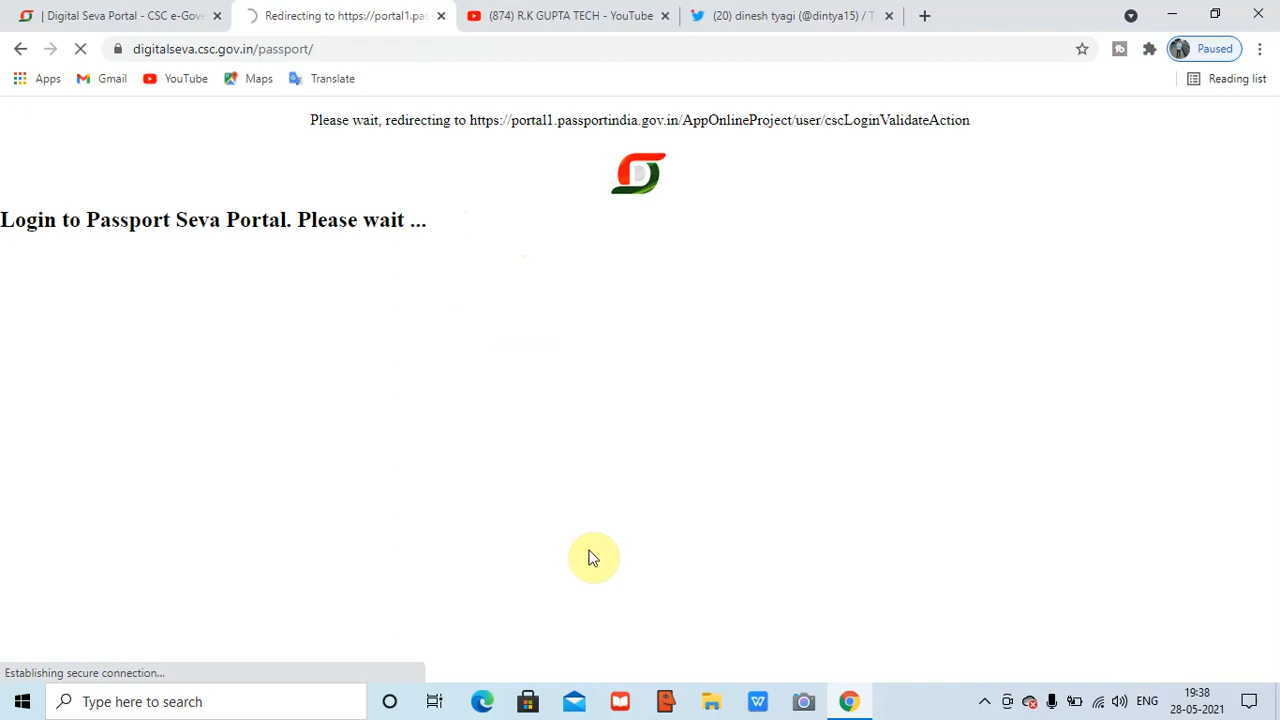 | Digital Seva Portal - CSC e-Gove
Redirecting to https://portal1.pas
(874) R.K GUPTA TECH - YouTube
(20) dinesh tyagi (@dintya15) / T
digitalseva.csc.gov.in/passport/
Paused
Apps
Gmail
YouTube
Maps
Translate
Reading list
Please wait, redirecting to https://portal1.passportindia.gov.in/AppOnlineProject/user/cscLoginValidateAction
D
Login to Passport Seva Portal. Please wait ...
Establishing secure connection...
Type here to search
ENG
19:38
28-05-2021